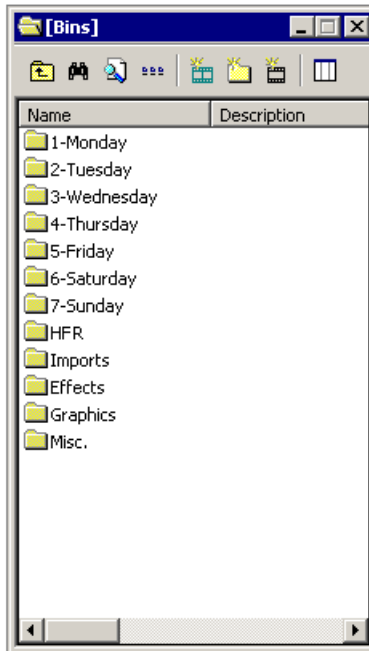 [Bins]
Name Description
1-Monday
2-Tuesday
3-Wednesday
4-Thursday
5-Friday
6-Saturday
7-Sunday
HFR
Imports
Effects
Graphics
Misc.